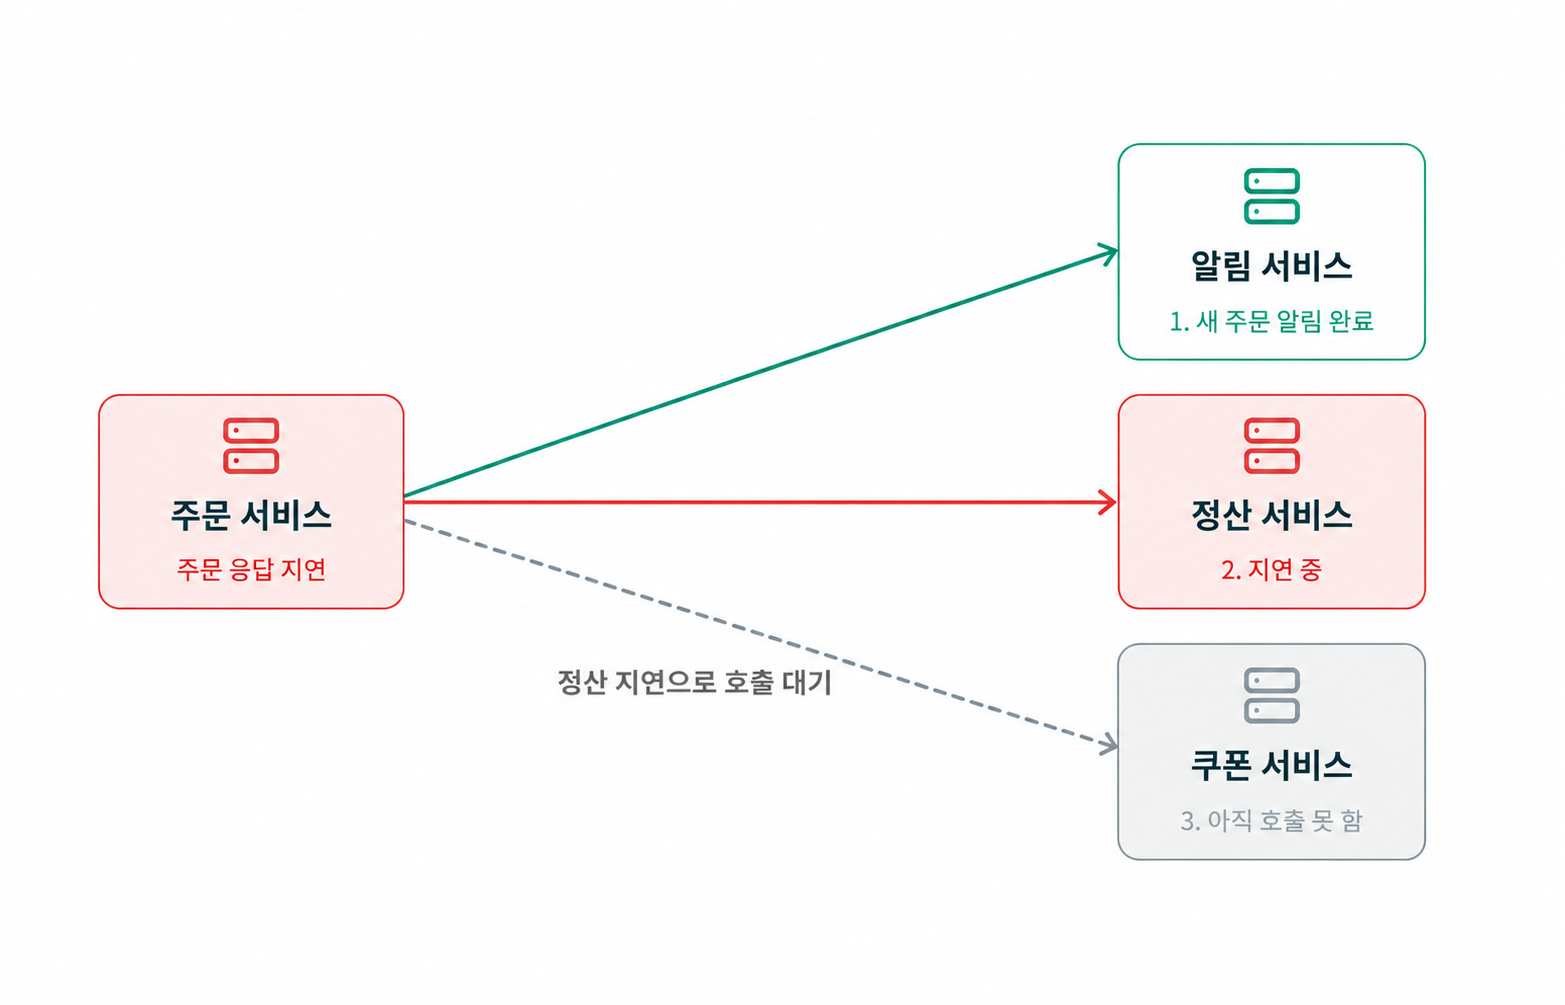 알림 서비스
1. 새 주문 알림 완료
주문 서비스
주문 응답 지연
정산 서비스
2. 지연 중
정산 지연으로 호출 대기
쿠폰 서비스
3. 아직 호출 못 함